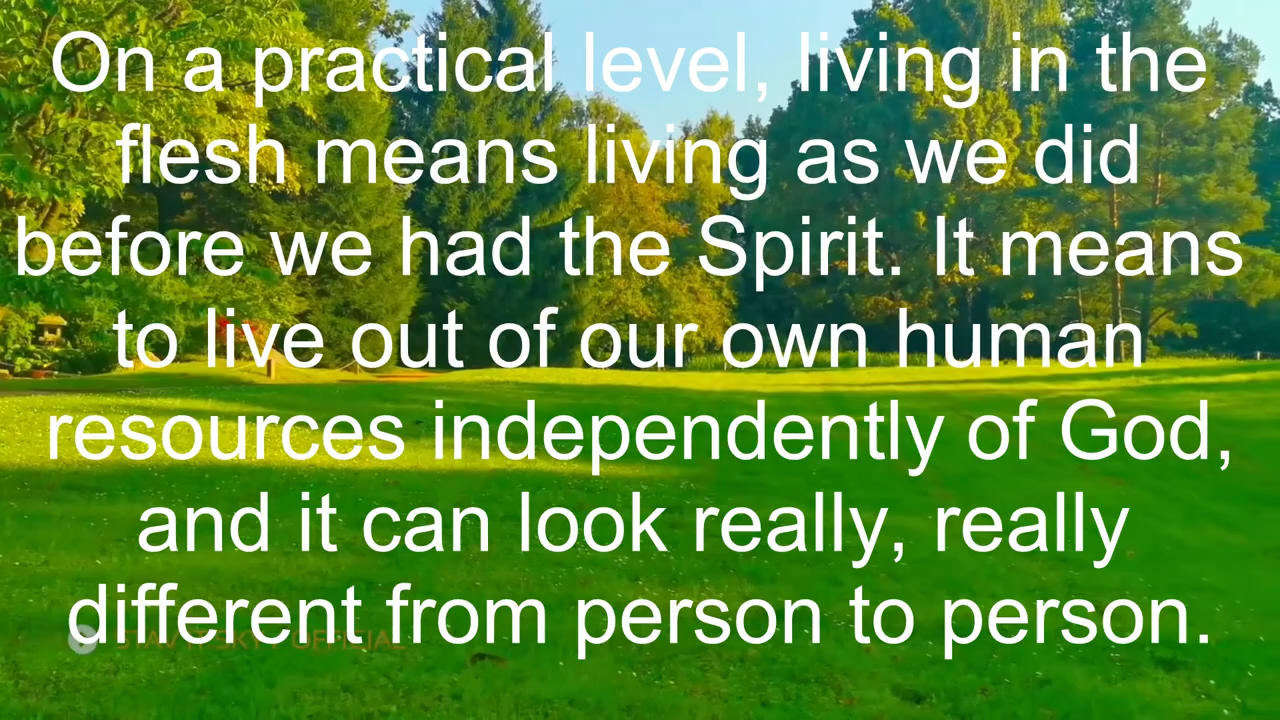 On a practical level, living in the
flesh means living as we did
before we had the Spirit. It means
to live out of our own human
resources independently of God,
and it can look really, really
different from person to person.